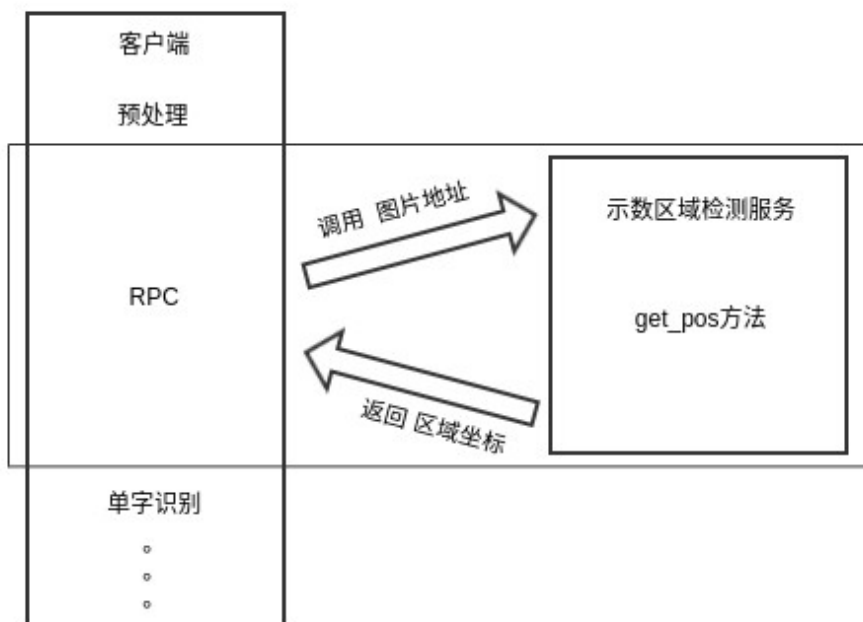 客户端
预处理
调用 图片地址
示数区域检测服务
RPC
get_pos方法
返回 区域坐标
单字识别
。
。
。